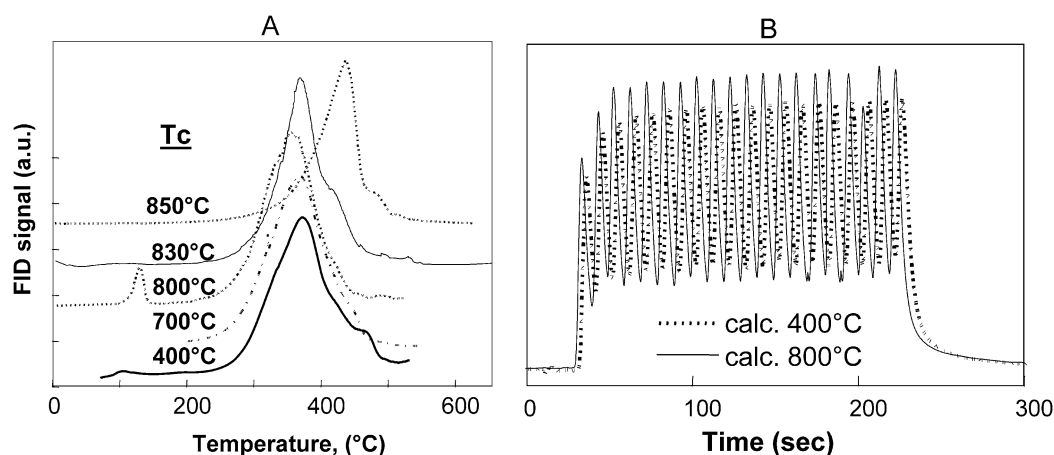 A
B
Tc
850°C
830°C
800°C
700°C
400°C
FID signal (a.u.)
0
200
400
600
Temperature, (°C)
calc. 400°C
calc. 800°C
0
100
200
300
Time (sec)